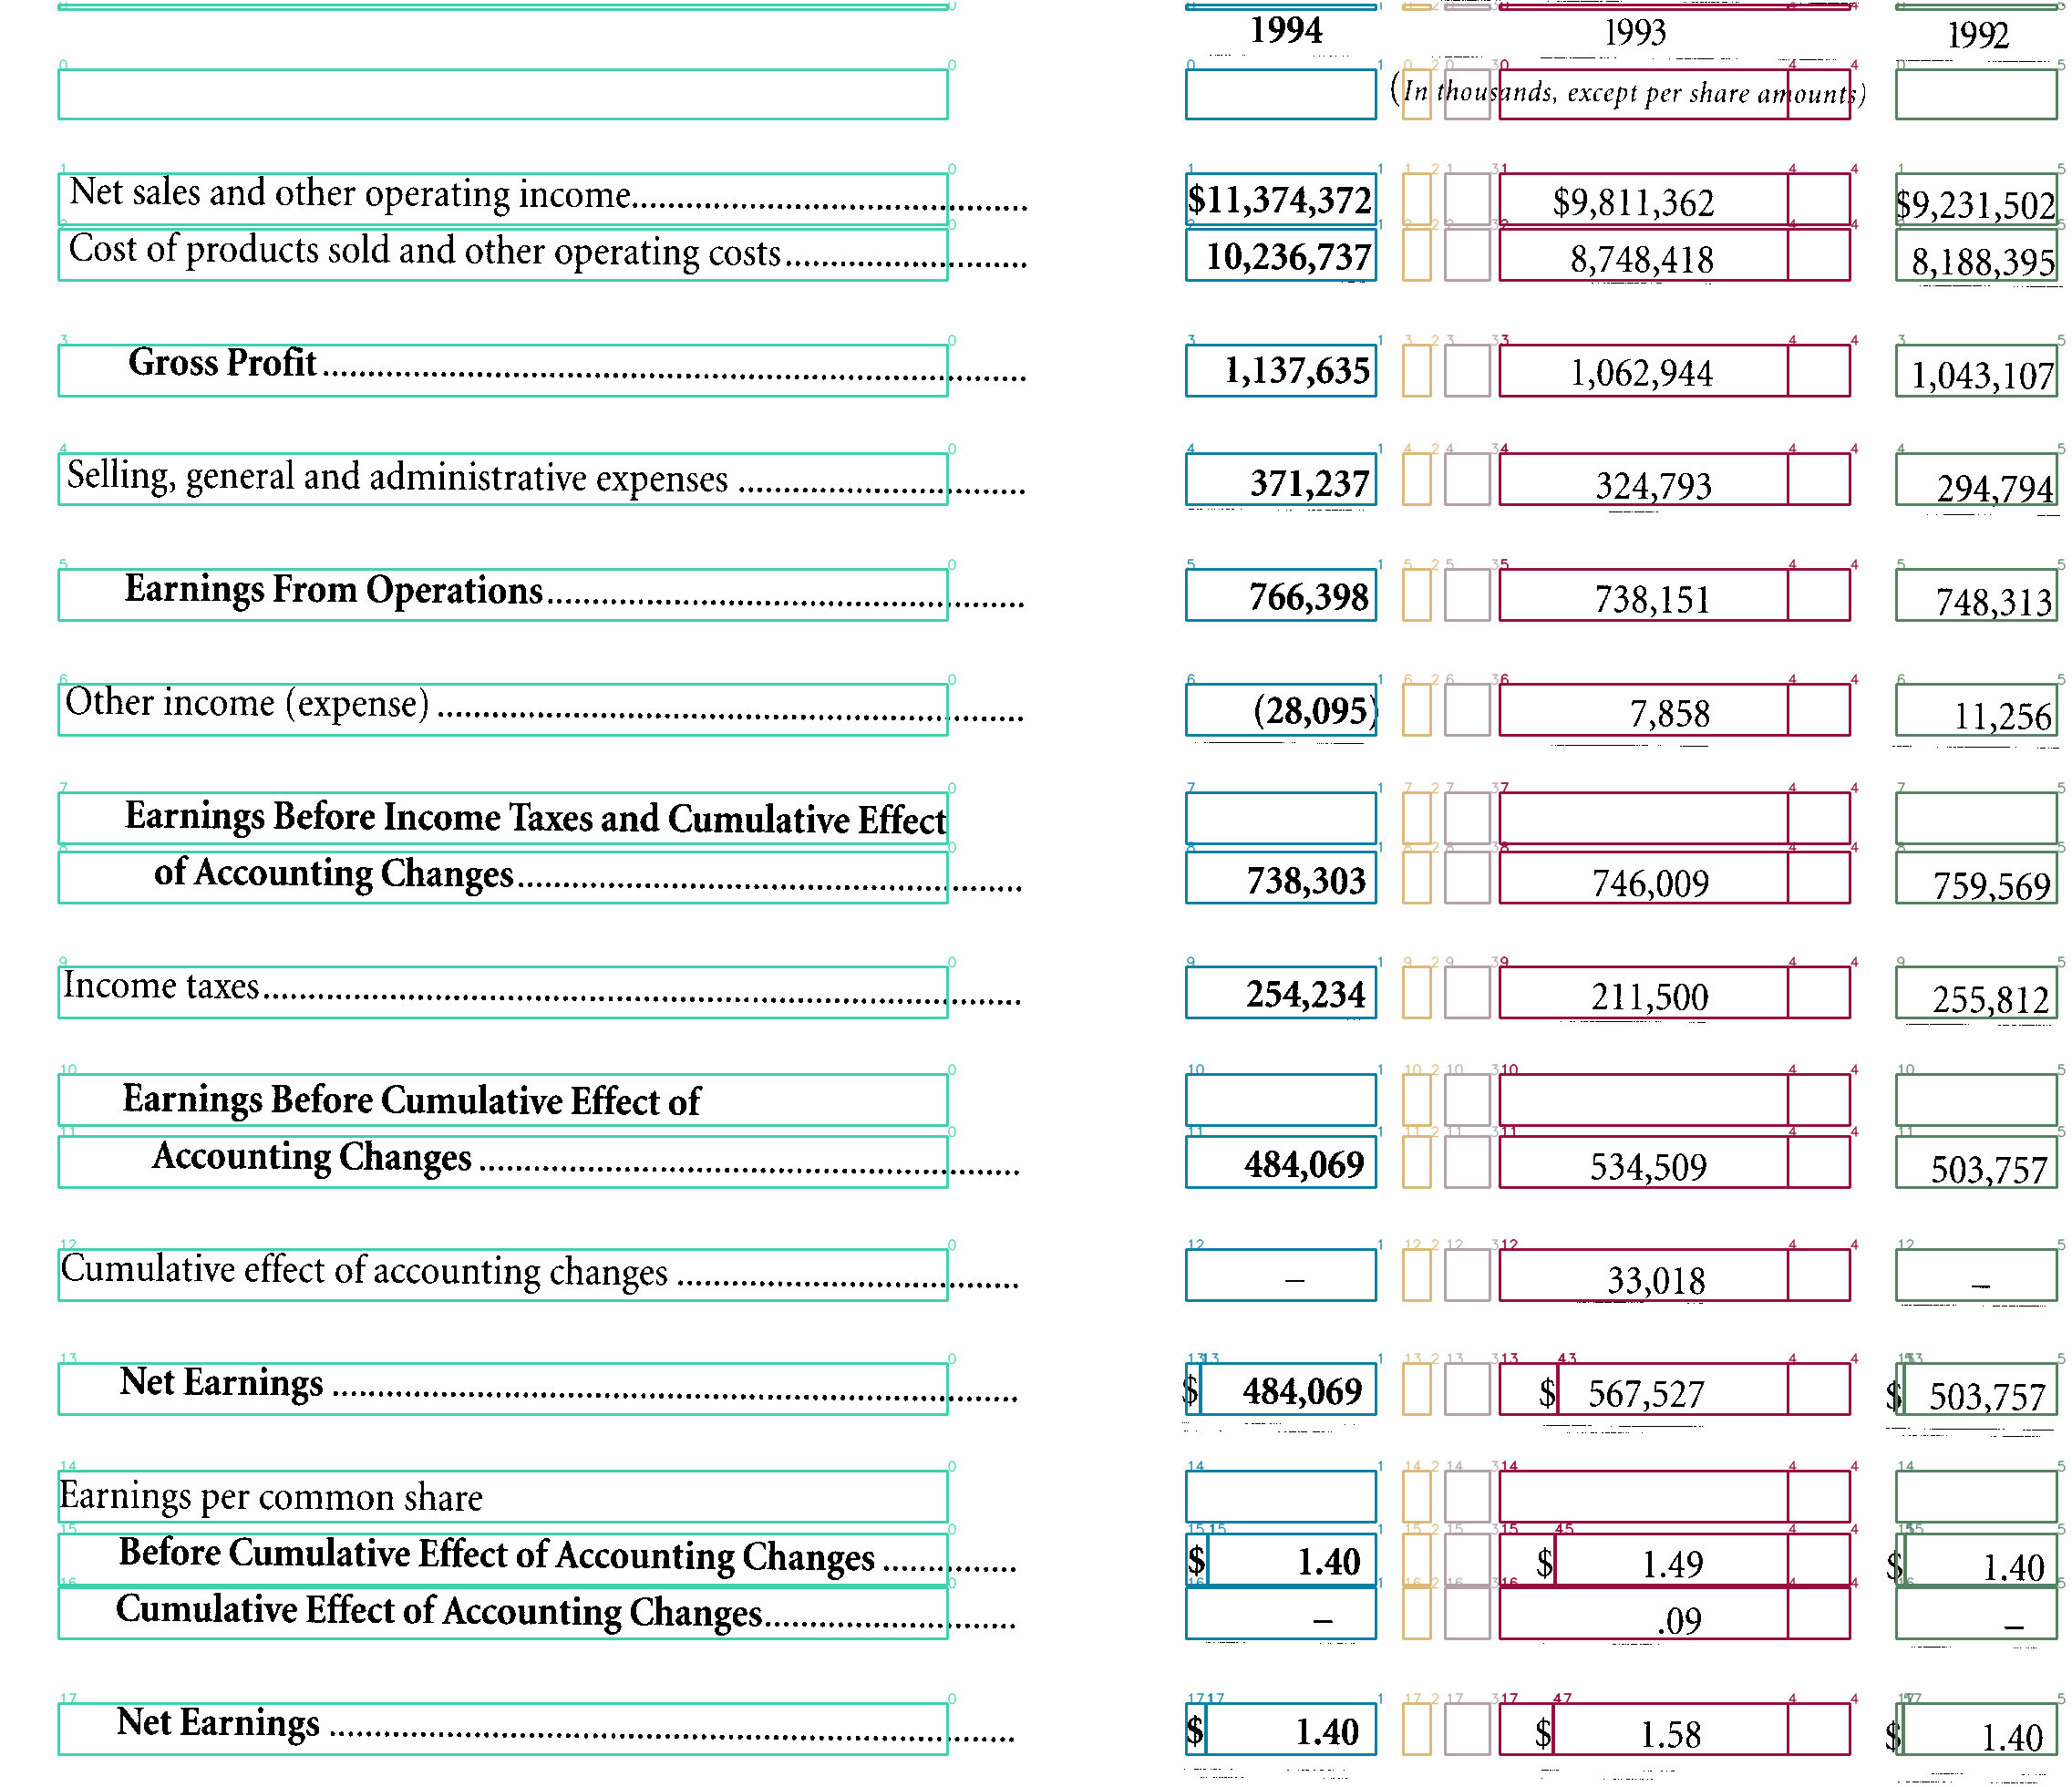 1994 1993 1992
(In thousands, except per share amounts)
Net sales and other operating income.......... $11,374,372 $9,811,362 $9,231,502
Cost of products sold and other operating costs.......... 10,236,737 8,748,418 8,188,395
Gross Profit.......... 1,137,635 1,062,944 1,043,107
Selling, general and administrative expenses .......... 371,237 324,793 294,794
Earnings From Operations.......... 766,398 738,151 748,313
Other income (expense) .......... (28,095) 7,858 11,256
Earnings Before Income Taxes and Cumulative Effect
of Accounting Changes.......... 738,303 746,009 759,569
Income taxes.......... 254,234 211,500 255,812
Earnings Before Cumulative Effect of
Accounting Changes .......... 484,069 534,509 503,757
Cumulative effect of accounting changes .......... – 33,018 –
Net Earnings .......... $ 484,069 $ 567,527 $ 503,757
Earnings per common share
Before Cumulative Effect of Accounting Changes .......... $ 1.40 $ 1.49 $ 1.40
Cumulative Effect of Accounting Changes.......... – .09 –
Net Earnings .......... $ 1.40 $ 1.58 $ 1.40